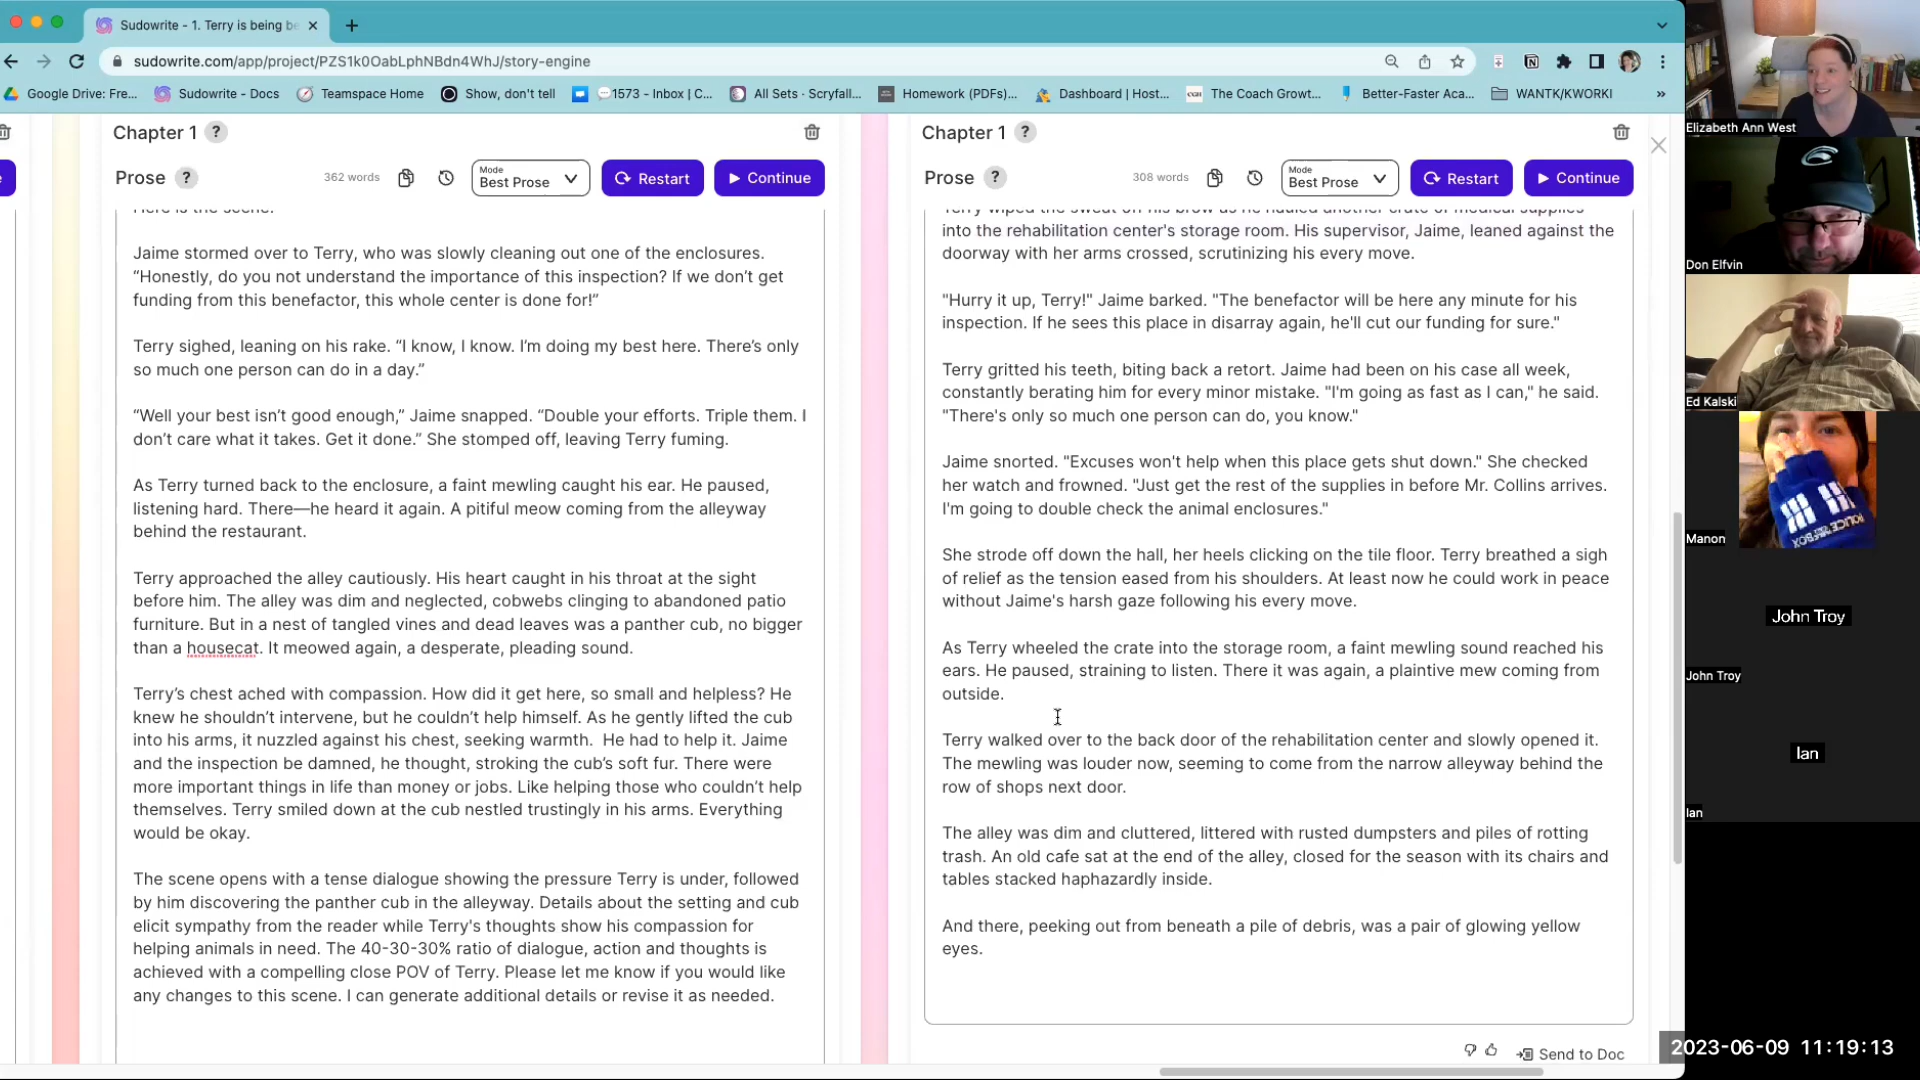 Sudowrite - 1. Terry is being be
sudowrite.com/app/project/PZS1k0OabLphNBdn4WhJ/story-engine
Google Drive: Fre...
Sudowrite - Docs
Teamspace Home
Show, don't tell
1573 - Inbox | C...
All Sets - Scryfall...
Homework (PDFs)...
Dashboard | Host...
The Coach Growt...
Better-Faster Aca...
WANTK/KWORKI
»
Chapter 1 ?
Prose ?
362 words
Mode
Best Prose
Restart
Continue
Here is the scene:
Jaime stormed over to Terry, who was slowly cleaning out one of the enclosures.
“Honestly, do you not understand the importance of this inspection? If we don’t get
funding from this benefactor, this whole center is done for!”
Terry sighed, leaning on his rake. “I know, I know. I’m doing my best here. There’s only
so much one person can do in a day.”
“Well your best isn’t good enough,” Jaime snapped. “Double your efforts. Triple them. I
don’t care what it takes. Get it done.” She stomped off, leaving Terry fuming.
As Terry turned back to the enclosure, a faint mewling caught his ear. He paused,
listening hard. There—he heard it again. A pitiful meow coming from the alleyway
behind the restaurant.
Terry approached the alley cautiously. His heart caught in his throat at the sight
before him. The alley was dim and neglected, cobwebs clinging to abandoned patio
furniture. But in a nest of tangled vines and dead leaves was a panther cub, no bigger
than a housecat. It meowed again, a desperate, pleading sound.
Terry’s chest ached with compassion. How did it get here, so small and helpless? He
knew he shouldn’t intervene, but he couldn’t help himself. As he gently lifted the cub
into his arms, it nuzzled against his chest, seeking warmth.  He had to help it. Jaime
and the inspection be damned, he thought, stroking the cub’s soft fur. There were
more important things in life than money or jobs. Like helping those who couldn’t help
themselves. Terry smiled down at the cub nestled trustingly in his arms. Everything
would be okay.
The scene opens with a tense dialogue showing the pressure Terry is under, followed
by him discovering the panther cub in the alleyway. Details about the setting and cub
elicit sympathy from the reader while Terry's thoughts show his compassion for
helping animals in need. The 40-30-30% ratio of dialogue, action and thoughts is
achieved with a compelling close POV of Terry. Please let me know if you would like
any changes to this scene. I can generate additional details or revise it as needed.
Chapter 1 ?
Prose ?
308 words
Mode
Best Prose
Restart
Continue
Terry wiped the sweat off his brow as he hauled another crate of medical supplies
into the rehabilitation center's storage room. His supervisor, Jaime, leaned against the
doorway with her arms crossed, scrutinizing his every move.
"Hurry it up, Terry!" Jaime barked. "The benefactor will be here any minute for his
inspection. If he sees this place in disarray again, he'll cut our funding for sure."
Terry gritted his teeth, biting back a retort. Jaime had been on his case all week,
constantly berating him for every minor mistake. "I'm going as fast as I can," he said.
"There's only so much one person can do, you know."
Jaime snorted. "Excuses won't help when this place gets shut down." She checked
her watch and frowned. "Just get the rest of the supplies in before Mr. Collins arrives.
I'm going to double check the animal enclosures."
She strode off down the hall, her heels clicking on the tile floor. Terry breathed a sigh
of relief as the tension eased from his shoulders. At least now he could work in peace
without Jaime's harsh gaze following his every move.
As Terry wheeled the crate into the storage room, a faint mewling sound reached his
ears. He paused, straining to listen. There it was again, a plaintive mew coming from
outside.
Terry walked over to the back door of the rehabilitation center and slowly opened it.
The mewling was louder now, seeming to come from the narrow alleyway behind the
row of shops next door.
The alley was dim and cluttered, littered with rusted dumpsters and piles of rotting
trash. An old cafe sat at the end of the alley, closed for the season with its chairs and
tables stacked haphazardly inside.
And there, peeking out from beneath a pile of debris, was a pair of glowing yellow
eyes.
Send to Doc
Elizabeth Ann West
Don Elfvin
Ed Kalski
POLICE BOX
Manon
John Troy
John Troy
Ian
Ian
2023-06-09 11:19:13